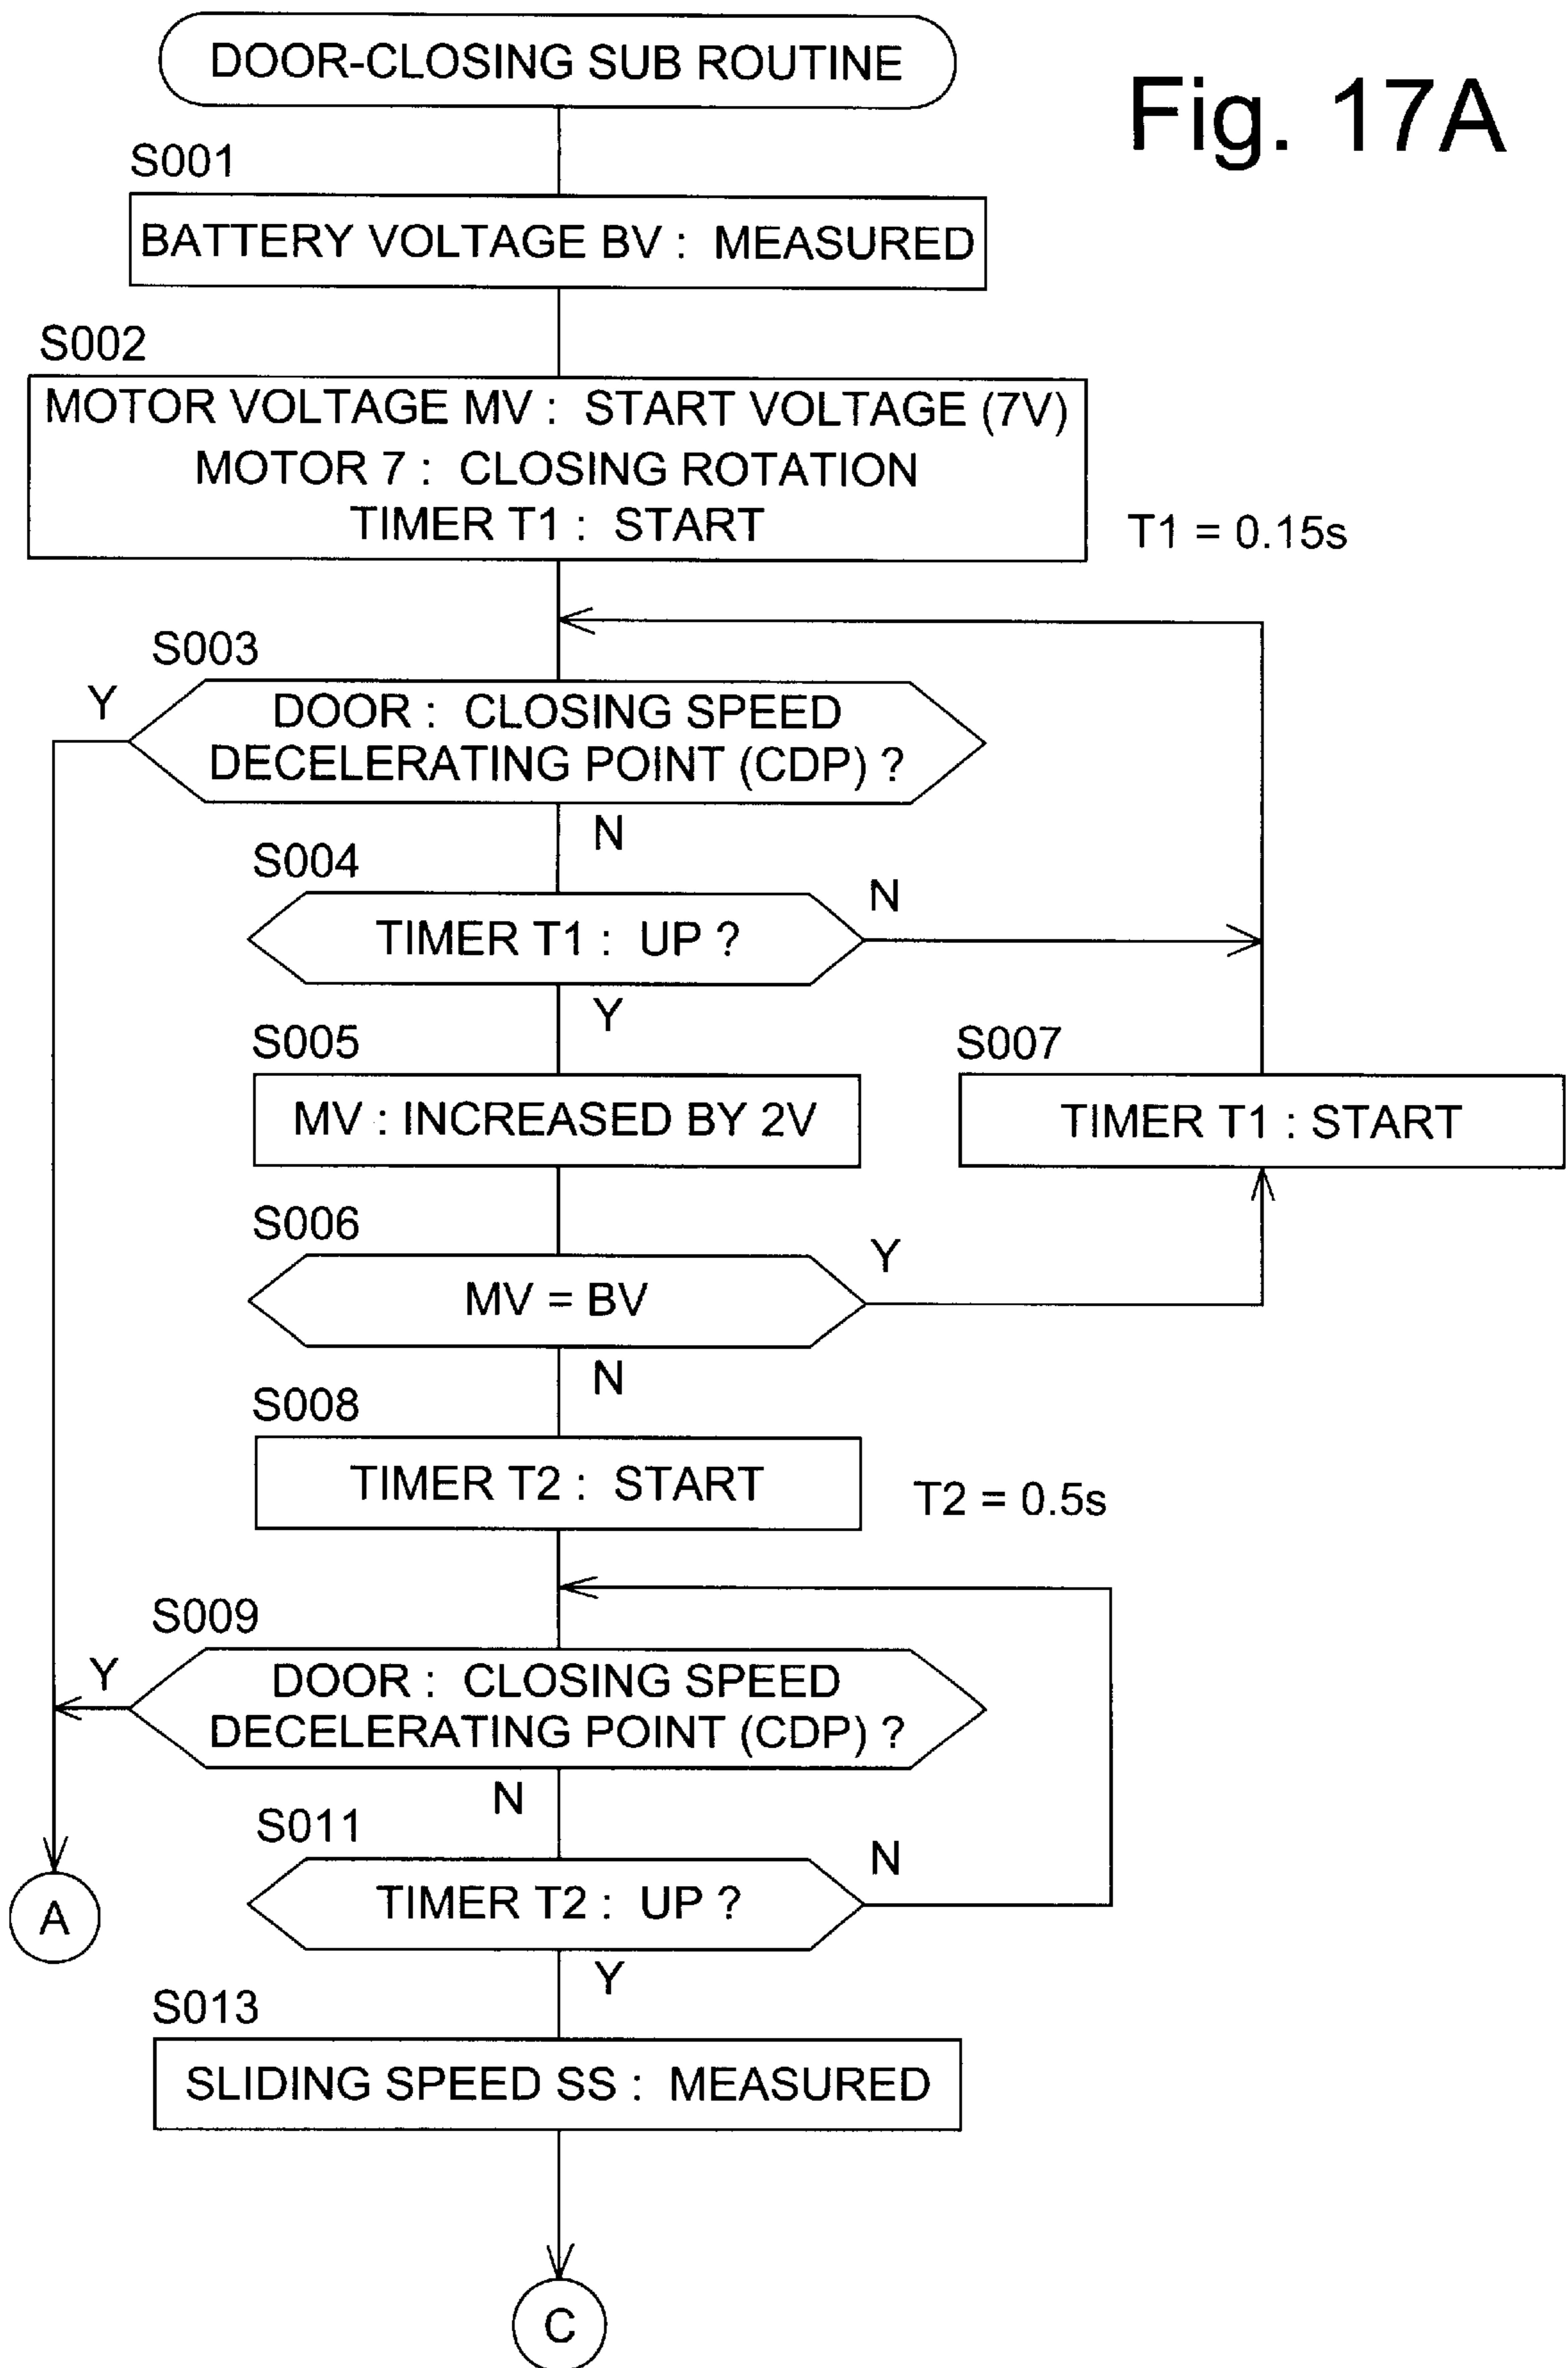 DOOR-CLOSING SUB ROUTINE
Fig. 17A
S001
BATTERY VOLTAGE BV : MEASURED
S002
MOTOR VOLTAGE MV : START VOLTAGE (7V)
MOTOR 7 : CLOSING ROTATION
TIMER T1 : START
T1 = 0.15s
S003
Y
DOOR : CLOSING SPEED
DECELERATING POINT (CDP) ?
N
S004
N
TIMER T1 : UP ?
Y
S005
MV : INCREASED BY 2V
S007
TIMER T1 : START
S006
Y
MV = BV
N
S008
TIMER T2 : START
T2 = 0.5s
S009
Y
DOOR : CLOSING SPEED
DECELERATING POINT (CDP) ?
N
S011
N
TIMER T2 : UP ?
A
Y
S013
SLIDING SPEED SS : MEASURED
C